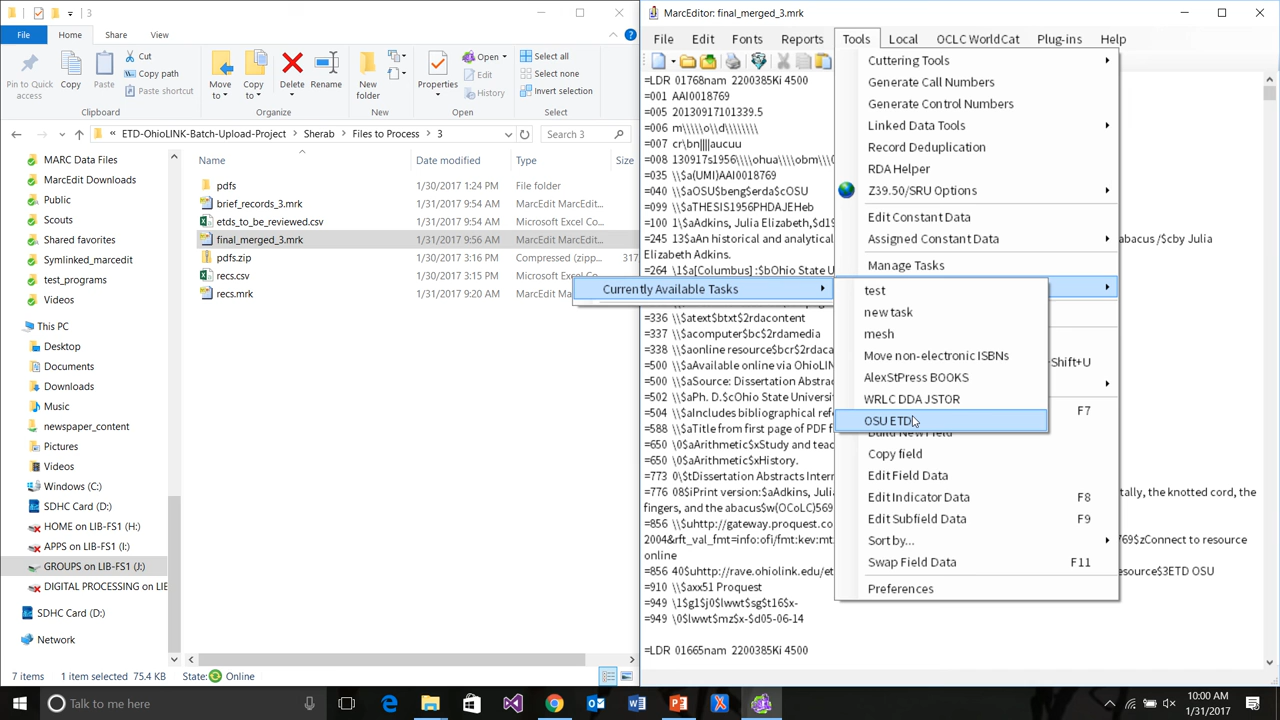 3
File
Home
Share
View
Pin to Quick access
Copy
Paste
Cut
Copy path
Paste shortcut
Clipboard
Move to
Copy to
Delete
Rename
Organize
New folder
New
Properties
Open
Edit
History
Open
Select all
Select none
Invert selection
Select
ETD-OhioLINK-Batch-Upload-Project > Sherab > Files to Process > 3
Search 3
MARC Data Files
MarcEdit Downloads
Public
Scouts
Shared favorites
Symlinked_marcedit
test_programs
Videos
This PC
Desktop
Documents
Downloads
Music
newspaper_content
Pictures
Videos
Windows (C:)
SDHC Card (D:)
HOME on LIB-FS1 (H:)
APPS on LIB-FS1 (I:)
GROUPS on LIB-FS1 (J:)
DIGITAL PROCESSING on LIB
SDHC Card (D:)
Network
Name Date modified Type Size
pdfs 1/30/2017 1:24 PM File folder
brief_records_3.mrk 1/31/2017 9:54 AM MarcEdit MarcEdit...
etds_to_be_reviewed.csv 1/31/2017 9:54 AM Microsoft Excel Co...
final_merged_3.mrk 1/31/2017 9:56 AM MarcEdit MarcEdit...
pdfs.zip 1/30/2017 3:16 PM Compressed (zipp... 317
recs.csv 1/30/2017 3:15 PM Microsoft Excel Co...
recs.mrk 1/31/2017 9:20 AM MarcEdit MarcEdit
7 items 1 item selected 75.4 KB State: Online
MarcEditor: final_merged_3.mrk
File Edit Fonts Reports Tools Local OCLC WorldCat Plug-ins Help
=LDR 01768nam 2200385Ki 4500
=001 AAI0018769
=005 20130917101339.5
=006 m\\\\\o\\d\\\\\\\\
=007 cr\bn||||aucuu
=008 130917s1956\\\\ohua\\\\obm\\\0
=035 \\$a(UMI)AAI0018769
=040 \\$aOSU$beng$erda$cOSU
=099 \\$aTHESIS1956PHDAJEHeb
=100 1\$aAdkins, Julia Elizabeth,$d19
=245 13$aAn historical and analytical
abacus /$cby Julia
Elizabeth Adkins.
=264 \1$a[Columbus] :$bOhio State U
=336 \\$atext$btxt$2rdacontent
=337 \\$acomputer$bc$2rdamedia
=338 \\$aonline resource$bcr$2rdaca
=500 \\$aAvailable online via OhioLIN
=500 \\$aSource: Dissertation Abstrac
=502 \\$aPh. D.$cOhio State Universit
=504 \\$aIncludes bibliographical refe
=588 \\$aTitle from first page of PDF f
=650 \0$aArithmetic$xStudy and teac
=650 \0$aArithmetic$xHistory.
=773 0\$tDissertation Abstracts Intern
=776 08$iPrint version:$aAdkins, Julia
tally, the knotted cord, the
fingers, and the abacus$w(OCoLC)569
=856 \\$uhttp://gateway.proquest.co
2004&rft_val_fmt=info:ofi/fmt:kev:mt
769$zConnect to resource
online
=856 40$uhttp://rave.ohiolink.edu/et
esource$3ETD OSU
=910 \\$axx51 Proquest
=949 \1$g1$j0$lwwt$sg$t16$x-
=949 \0$lwwt$mz$x-$d05-06-14
=LDR 01665nam 2200385Ki 4500
Cuttering Tools
Generate Call Numbers
Generate Control Numbers
Linked Data Tools
Record Deduplication
RDA Helper
Z39.50/SRU Options
Edit Constant Data
Assigned Constant Data
Manage Tasks
Shift+U
F7
Build New Field
Copy field
Edit Field Data
Edit Indicator Data F8
Edit Subfield Data F9
Sort by...
Swap Field Data F11
Preferences
Currently Available Tasks
test
new task
mesh
Move non-electronic ISBNs
AlexStPress BOOKS
WRLC DDA JSTOR
OSU ETD
Talk to me here
10:00 AM
1/31/2017